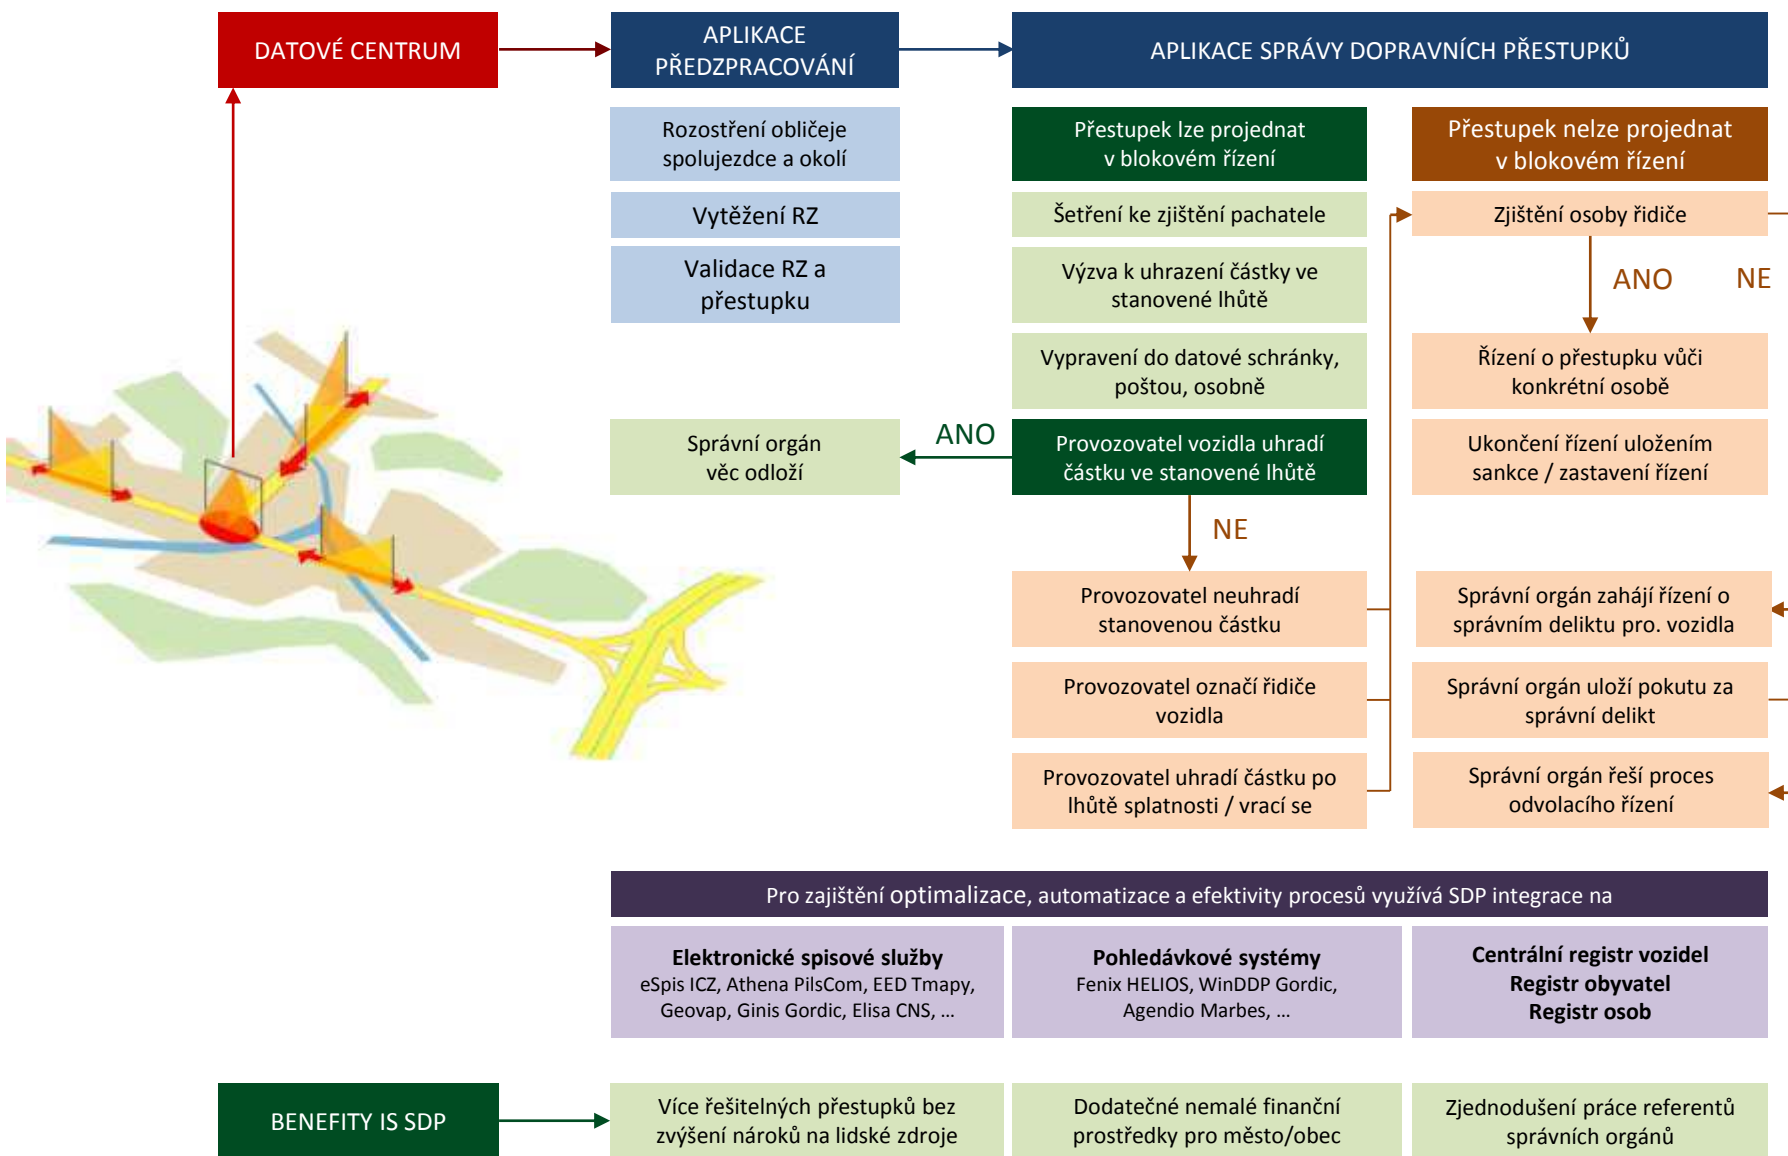 DATOVÉ CENTRUM
APLIKACE
PŘEDZPRACOVÁNÍ
APLIKACE SPRÁVY DOPRAVNÍCH PŘESTUPKŮ
Rozostření obličeje
spolujezdce a okolí
Vytěžení RZ
Validace RZ a
přestupku
Přestupek lze projednat
v blokovém řízení
Šetření ke zjištění pachatele
Výzva k uhrazení částky ve
stanovené lhůtě
Vypravení do datové schránky,
poštou, osobně
Provozovatel vozidla uhradí
částku ve stanovené lhůtě
ANO
Správní orgán
věc odloží
NE
Provozovatel neuhradí
stanovenou částku
Provozovatel označí řidiče
vozidla
Provozovatel uhradí částku po
lhůtě splatnosti / vrací se
Přestupek nelze projednat
v blokovém řízení
Zjištění osoby řidiče
ANO
NE
Řízení o přestupku vůči
konkrétní osobě
Ukončení řízení uložením
sankce / zastavení řízení
Správní orgán zahájí řízení o
správním deliktu pro. vozidla
Správní orgán uloží pokutu za
správní delikt
Správní orgán řeší proces
odvolacího řízení
Pro zajištění optimalizace, automatizace a efektivity procesů využívá SDP integrace na
Elektronické spisové služby
eSpis ICZ, Athena PilsCom, EED Tmapy,
Geovap, Ginis Gordic, Elisa CNS, ...
Pohledávkové systémy
Fenix HELIOS, WinDDP Gordic,
Agendio Marbes, ...
Centrální registr vozidel
Registr obyvatel
Registr osob
BENEFITY IS SDP
Více řešitelných přestupků bez
zvýšení nároků na lidské zdroje
Dodatečné nemalé finanční
prostředky pro město/obec
Zjednodušení práce referentů
správních orgánů